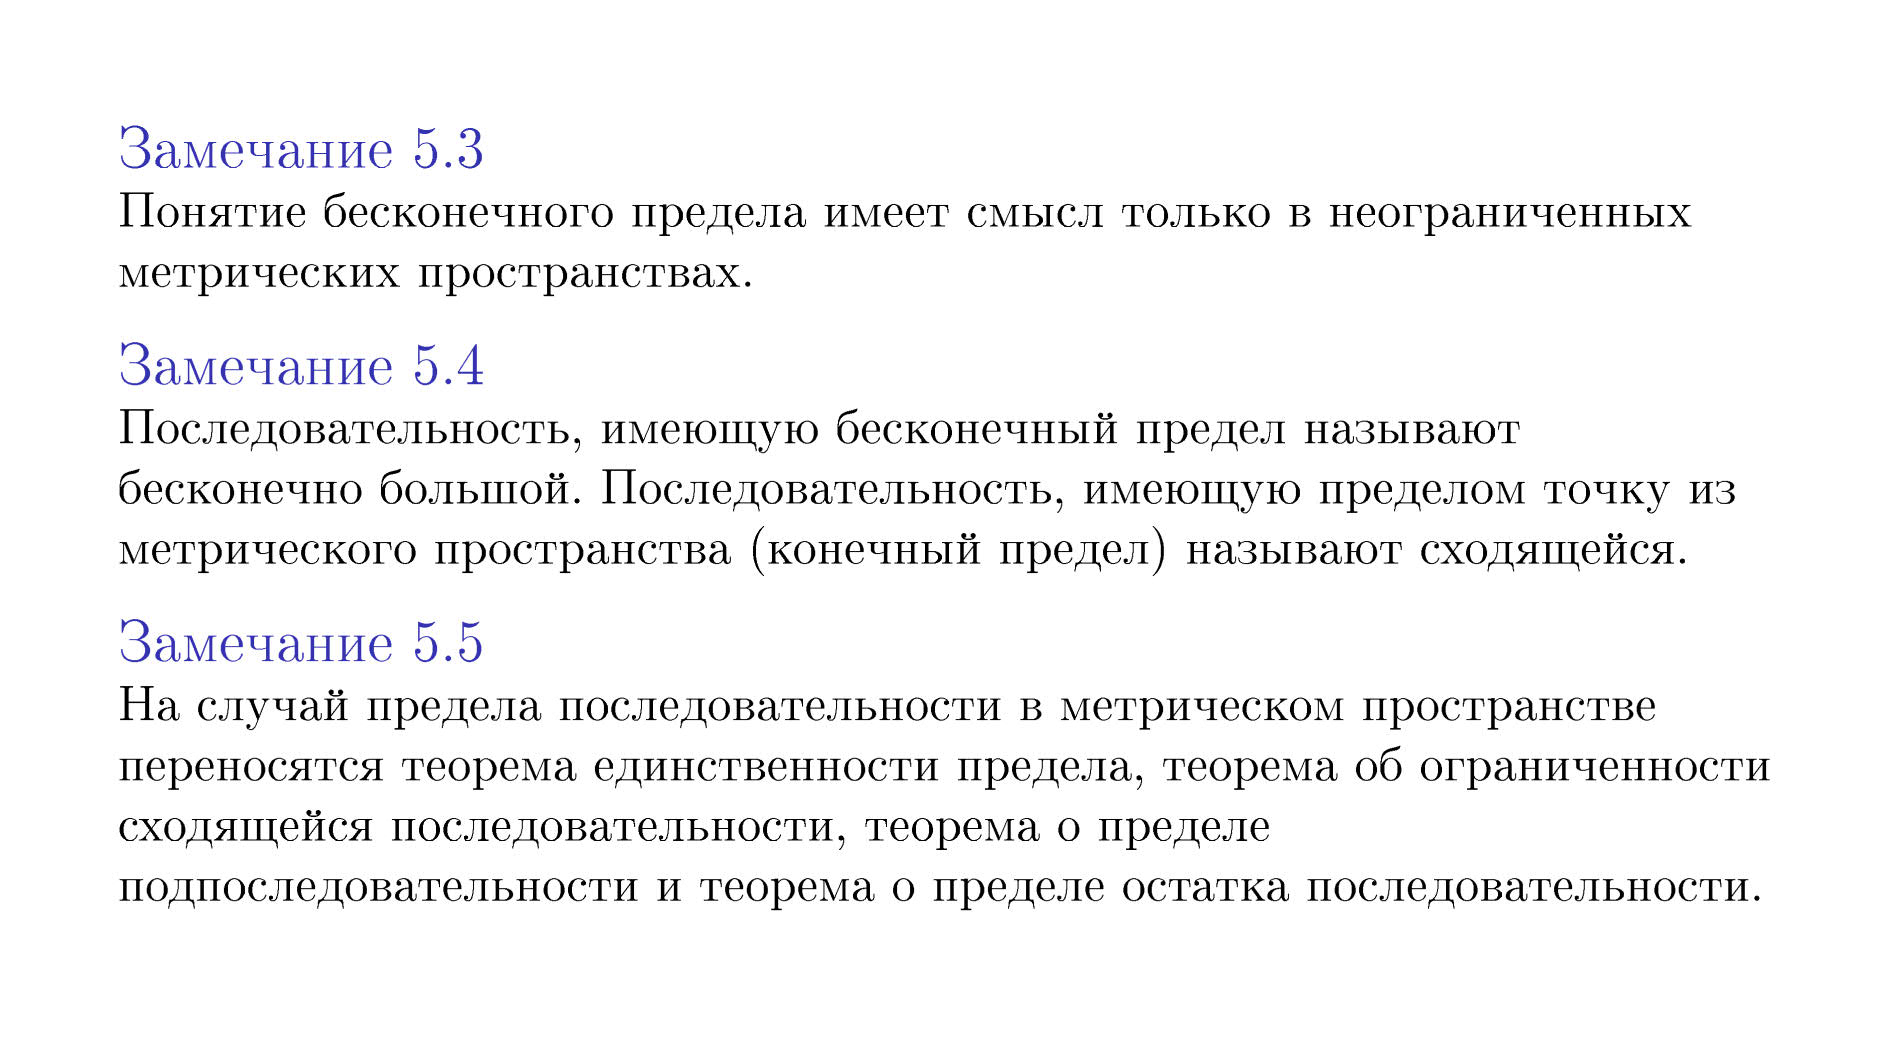 Замечание 5.3
Понятие бесконечного предела имеет смысл только в неограниченных
метрических пространствах.
Замечание 5.4
Последовательность, имеющую бесконечный предел называют
бесконечно большой. Последовательность, имеющую пределом точку из
метрического пространства (конечный предел) называют сходящейся.
Замечание 5.5
На случай предела последовательности в метрическом пространстве
переносятся теорема единственности предела, теорема об ограниченности
сходящейся последовательности, теорема о пределе
подпоследовательности и теорема о пределе остатка последовательности.